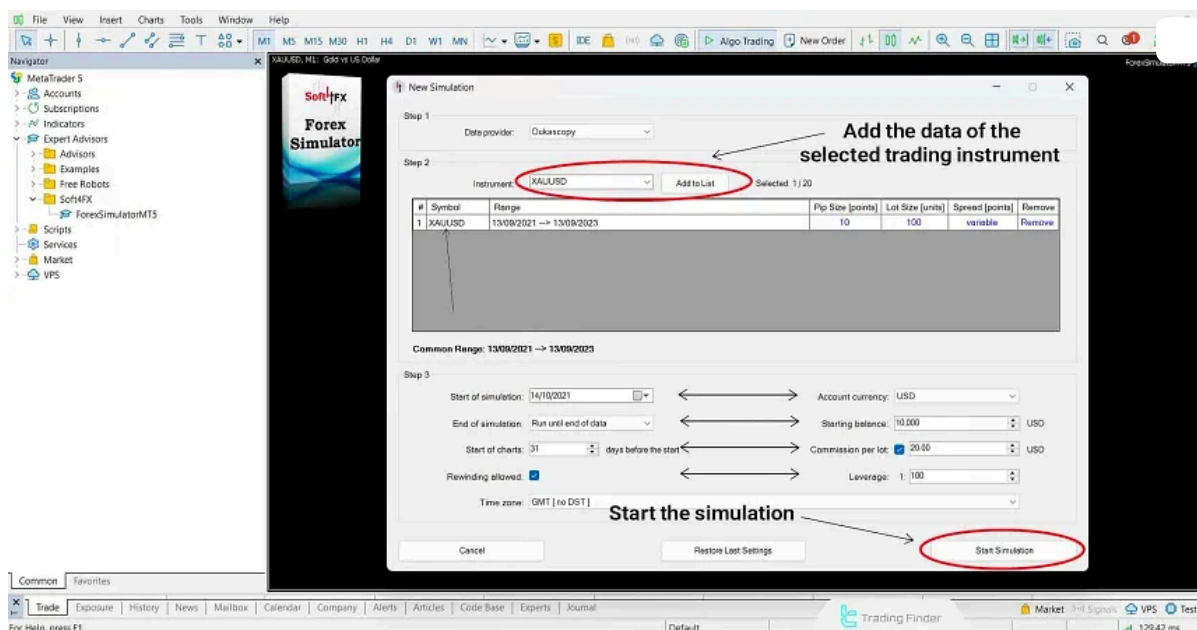 File View Insert Charts Tools Window Help
M1 M5 M15 M30 H1 H4 D1 W1 MN IDE Algo Trading New Order
Navigator
XAUUSD, M1: Gold vs US Dollar
MetaTrader 5
Accounts
Subscriptions
Indicators
Expert Advisors
Advisors
Examples
Free Robots
Soft4FX
ForexSimulatorMT5
Scripts
Services
Market
VPS
Soft4FX
Forex
Simulator
New Simulation
Step 1
Data provider: Dukascopy
Add the data of the
selected trading instrument
Step 2
Instrument: XAUUSD Add to List Selected: 1/20
# Symbol Range Pip Size [points] Lot Size [units] Spread [points] Remove
1 XAUUSD 13/09/2021 --> 13/09/2023 10 100 variable Remove
Common Range: 13/09/2021 --> 13/09/2023
Step 3
Start of simulation: 14/10/2021 Account currency: USD
End of simulation: Run until end of data Starting balance: 10,000 USD
Start of charts: 31 days before the start Commission per lot: 20.00 USD
Rewinding allowed: Leverage: 1: 100
Time zone: GMT [ no DST ]
Start the simulation
Cancel Restore Last Settings Start Simulation
Common Favorites
Trade Exposure History News Mailbox Calendar Company Alerts Articles Code Base Experts Journal
Market Signals VPS Test
Trading Finder
For Help, press F1 Default 129.42 ms